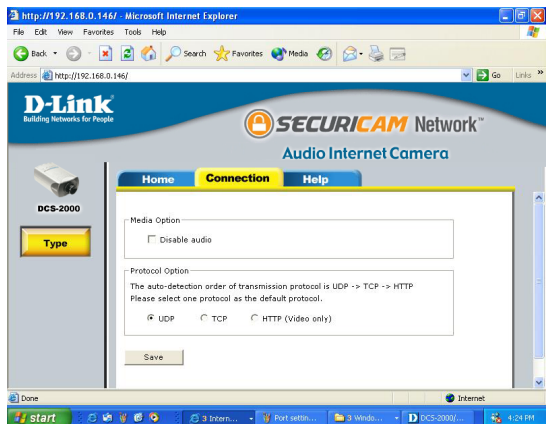 http://192.168.0.146/ - Microsoft Internet Explorer
File Edit View Favorites Tools Help
Back Search Favorites Media
Address http://192.168.0.146/ Go Links »
D-Link
Building Networks for People
SECURICAM Network™
Audio Internet Camera
Home Connection Help
DCS-2000
Type
Media Option
Disable audio
Protocol Option
The auto-detection order of transmission protocol is UDP -> TCP -> HTTP
Please select one protocol as the default protocol.
UDP TCP HTTP (Video only)
Save
Done Internet
start 3 Intern... Port settin... 3 Windo... DCS-2000/... 4:24 PM